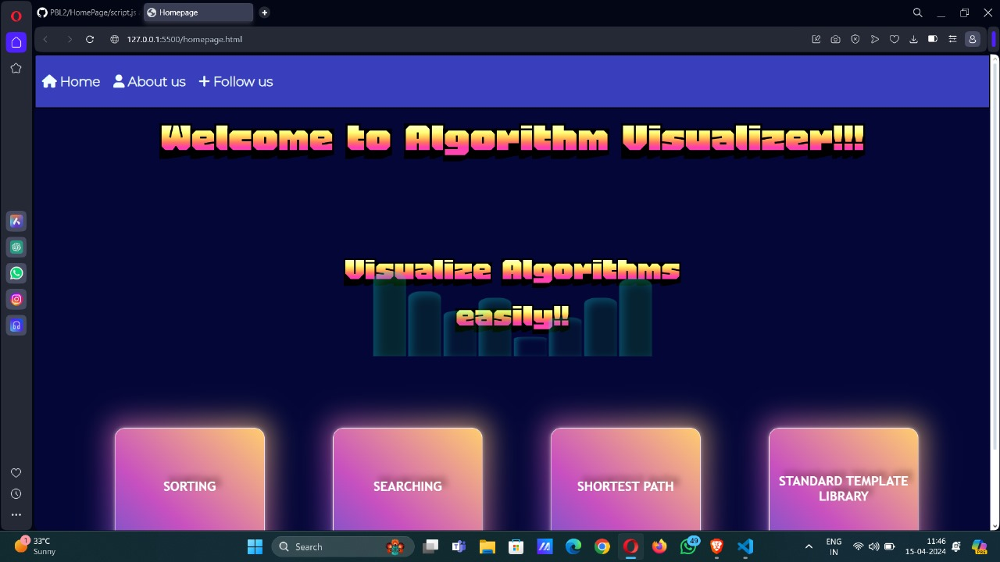 PBL2/HomePage/script.js
Homepage
127.0.0.1:5500/homepage.html
Home About us Follow us
Welcome to Algorithm Visualizer!!!
Visualize Algorithms
easily!!
SORTING
SEARCHING
SHORTEST PATH
STANDARD TEMPLATE
LIBRARY
1
33°C
Sunny
Search
49
ENG
IN
11:46
15-04-2024
PRE